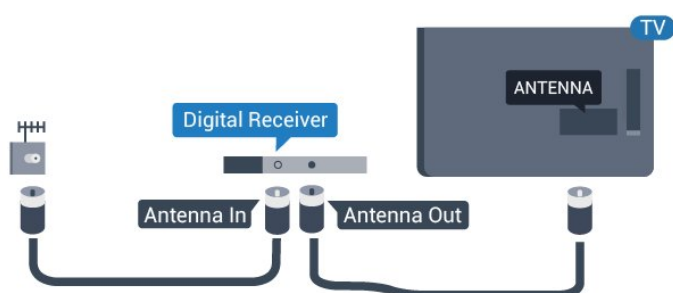 TV
ANTENNA
Digital Receiver
Antenna In
Antenna Out